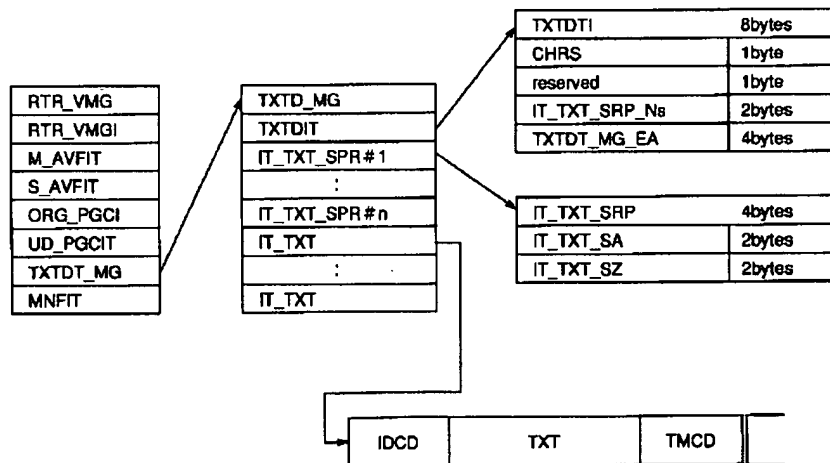 RTR_VMG
RTR_VMGI
M_AVFIT
S_AVFIT
ORG_PGCI
UD_PGCIT
TXTDT_MG
MNFIT
TXTD_MG
TXTDIT
IT_TXT_SPR#1
:
IT_TXT_SPR#n
IT_TXT
:
IT_TXT
TXTDTI 8bytes
CHRS 1byte
reserved 1byte
IT_TXT_SRP_Ns 2bytes
TXTDT_MG_EA 4bytes
IT_TXT_SRP 4bytes
IT_TXT_SA 2bytes
IT_TXT_SZ 2bytes
IDCD TXT TMCD